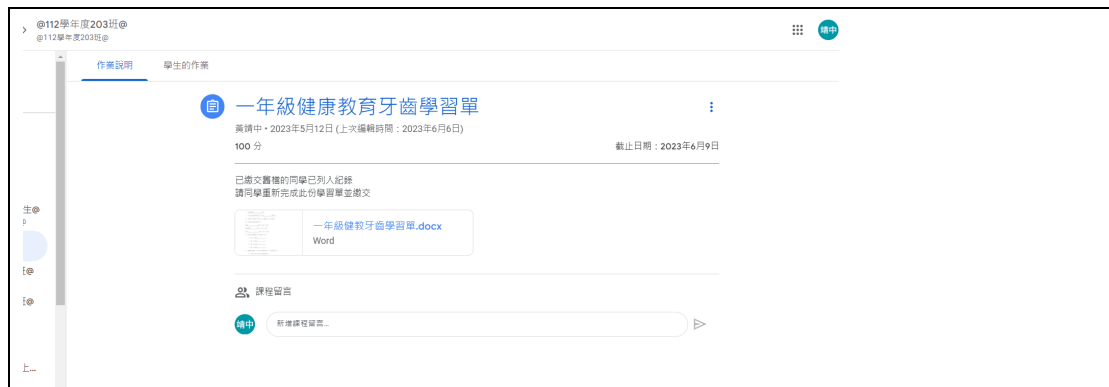 @112學年度203班@
@112學年度203班@
靖中
作業說明
學生的作業
一年級健康教育牙齒學習單
黃靖中 • 2023年5月12日 (上次編輯時間：2023年6月6日)
100 分
截止日期：2023年6月9日
已繳交舊檔的同學已列入記錄
請同學重新完成此份學習單並繳交
生@
一年級健教牙齒學習單.docx
Word
班@
課程留言
班@
靖中
新增課程留言…
上...